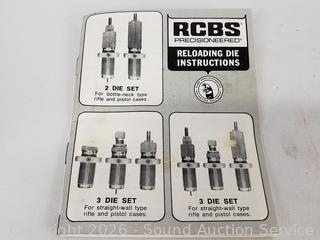 RCBS
PRECISIONEERED®
RELOADING DIE
INSTRUCTIONS
2 DIE SET
For bottle-neck type
rifle and pistol cases.
3 DIE SET
For straight-wall type
rifle and pistol cases.
3 DIE SET
For straight-wall type
rifle and pistol cases.
Copyright 2026 - Sound Auction Service